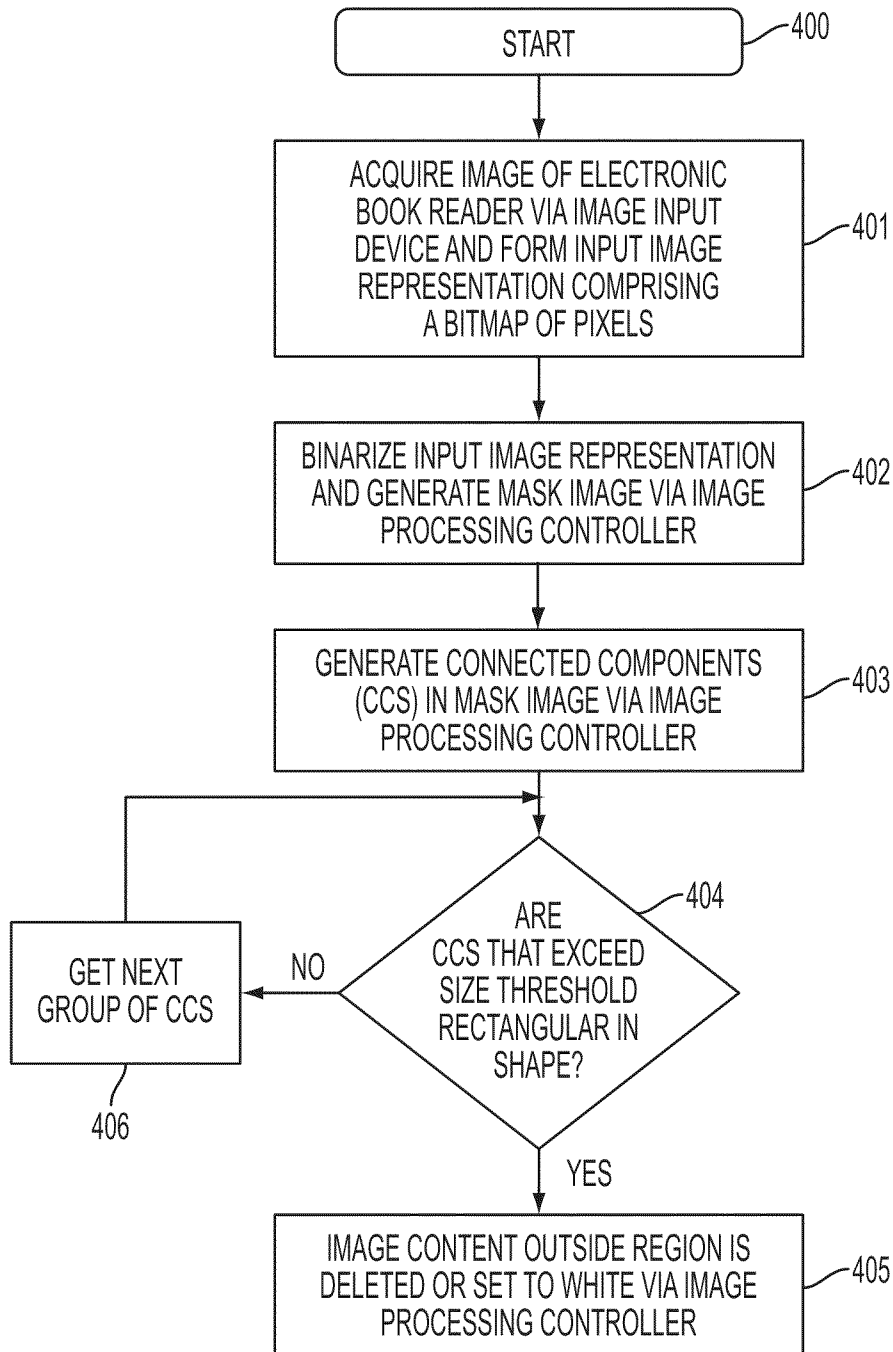 START
400
ACQUIRE IMAGE OF ELECTRONIC
BOOK READER VIA IMAGE INPUT
DEVICE AND FORM INPUT IMAGE
REPRESENTATION COMPRISING
A BITMAP OF PIXELS
401
BINARIZE INPUT IMAGE REPRESENTATION
AND GENERATE MASK IMAGE VIA IMAGE
PROCESSING CONTROLLER
402
GENERATE CONNECTED COMPONENTS
(CCS) IN MASK IMAGE VIA IMAGE
PROCESSING CONTROLLER
403
ARE
CCS THAT EXCEED
SIZE THRESHOLD
RECTANGULAR IN
SHAPE?
404
NO
GET NEXT
GROUP OF CCS
406
YES
IMAGE CONTENT OUTSIDE REGION IS
DELETED OR SET TO WHITE VIA IMAGE
PROCESSING CONTROLLER
405